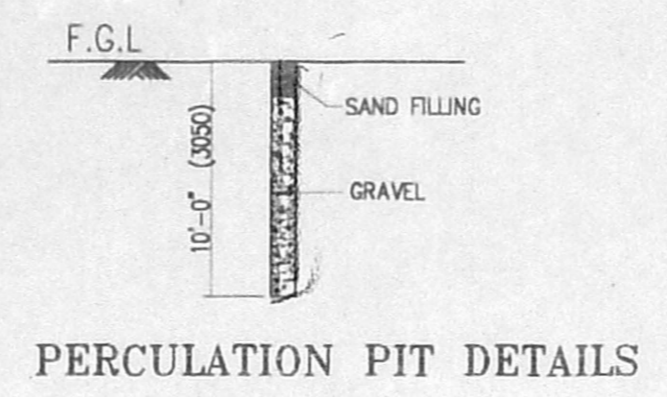 F.G.L
SAND FILLING
10'-0" (3050)
GRAVEL
PERCULATION PIT DETAILS